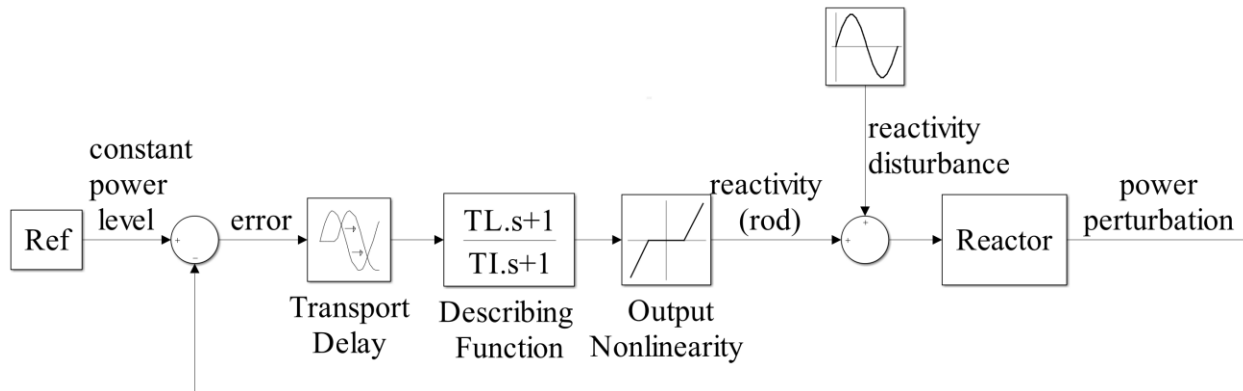 reactivity
disturbance
constant
power
level
Ref
error
TL.s+1
TI.s+1
reactivity
(rod)
Reactor
power
perturbation
Transport
Delay
Describing
Function
Output
Nonlinearity